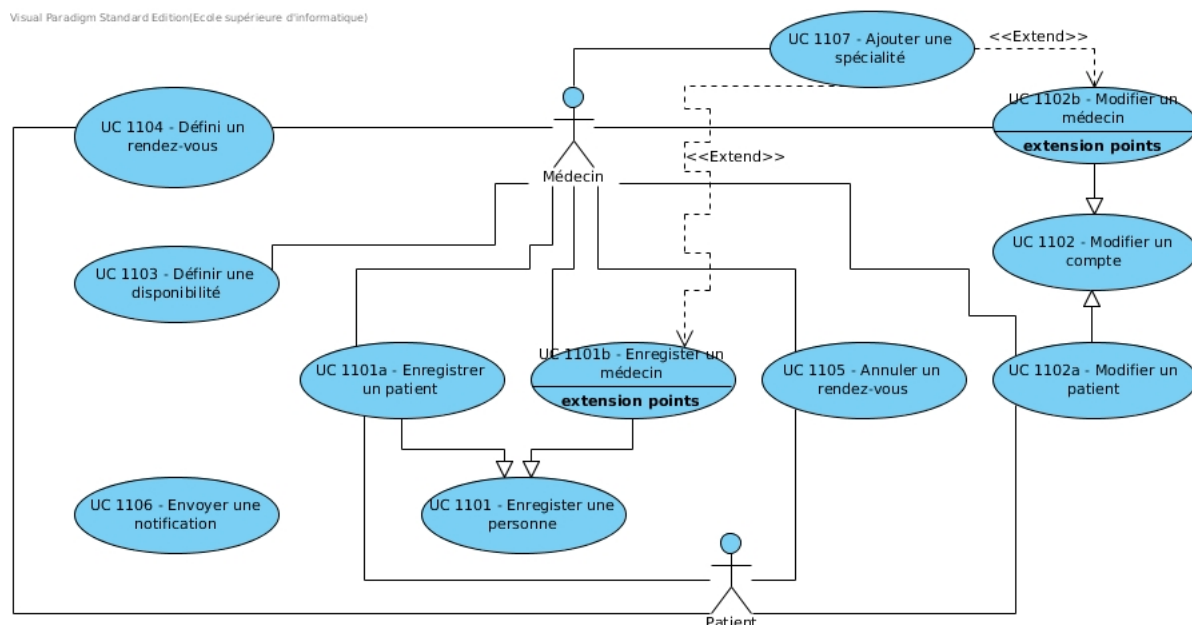 Visual Paradigm Standard Edition(Ecole supérieure d'informatique)
UC 1107 - Ajouter une
spécialité
<<Extend>>
UC 1102b - Modifier un
médecin
extension points
UC 1104 - Défini un
rendez-vous
<<Extend>>
Médecin
UC 1102 - Modifier un
compte
UC 1103 - Définir une
disponibilité
UC 1101a - Enregistrer
un patient
UC 1101b - Enregister un
médecin
extension points
UC 1105 - Annuler un
rendez-vous
UC 1102a - Modifier un
patient
UC 1106 - Envoyer une
notification
UC 1101 - Enregister une
personne
Patient